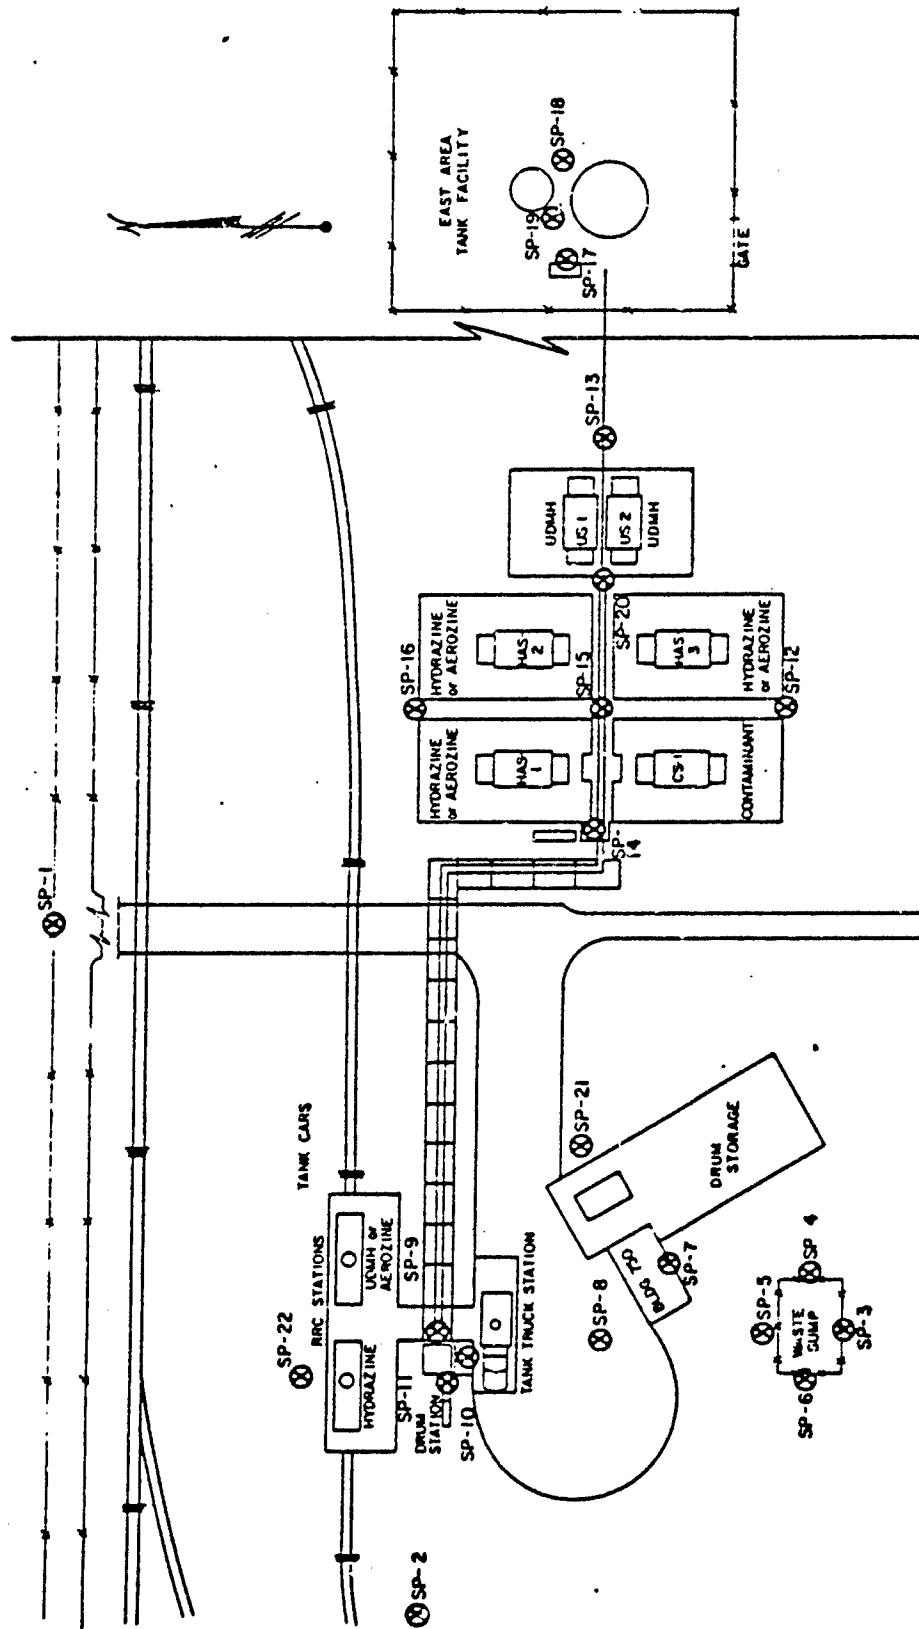 EAST AREA
TANK FACILITY
SP-18
SP-19
SP-17
GATE
SP-13
UDMH
US 1
US 2
UDMH
SP-20
SP-16
HYDRAZINE
or AEROZINE
HAS-
2
SP-15
HAS-
3
HYDRAZINE
or AEROZINE
SP-12
HYDRAZINE
or AEROZINE
HAS-
1
CS-1
CONTAMINANT
SP-
14
SP-1
TANK CARS
RRC STATIONS
UDMH or
AEROZINE
SP-9
SP-22
HYDRAZINE
SP-11
DRUM
STATION
SP-10
TANK TRUCK STATION
SP-21
DRUM
STORAGE
BLDG 750
SP-7
SP-8
SP-5
SP 4
WASTE
SUMP
SP-3
SP-6
SP-2